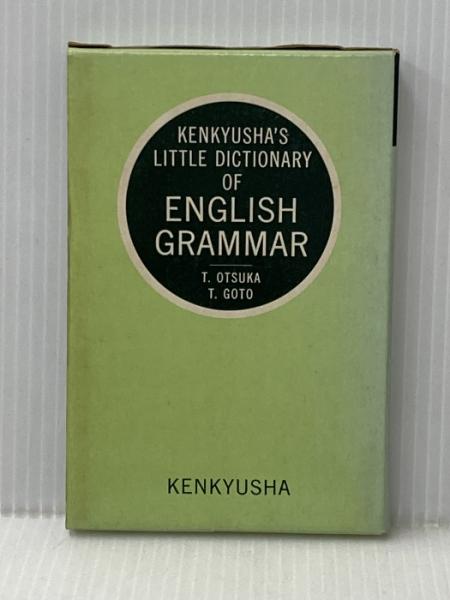 KENKYUSHA'S
LITTLE DICTIONARY
OF
ENGLISH
GRAMMAR
T. OTSUKA
T. GOTO
KENKYUSHA